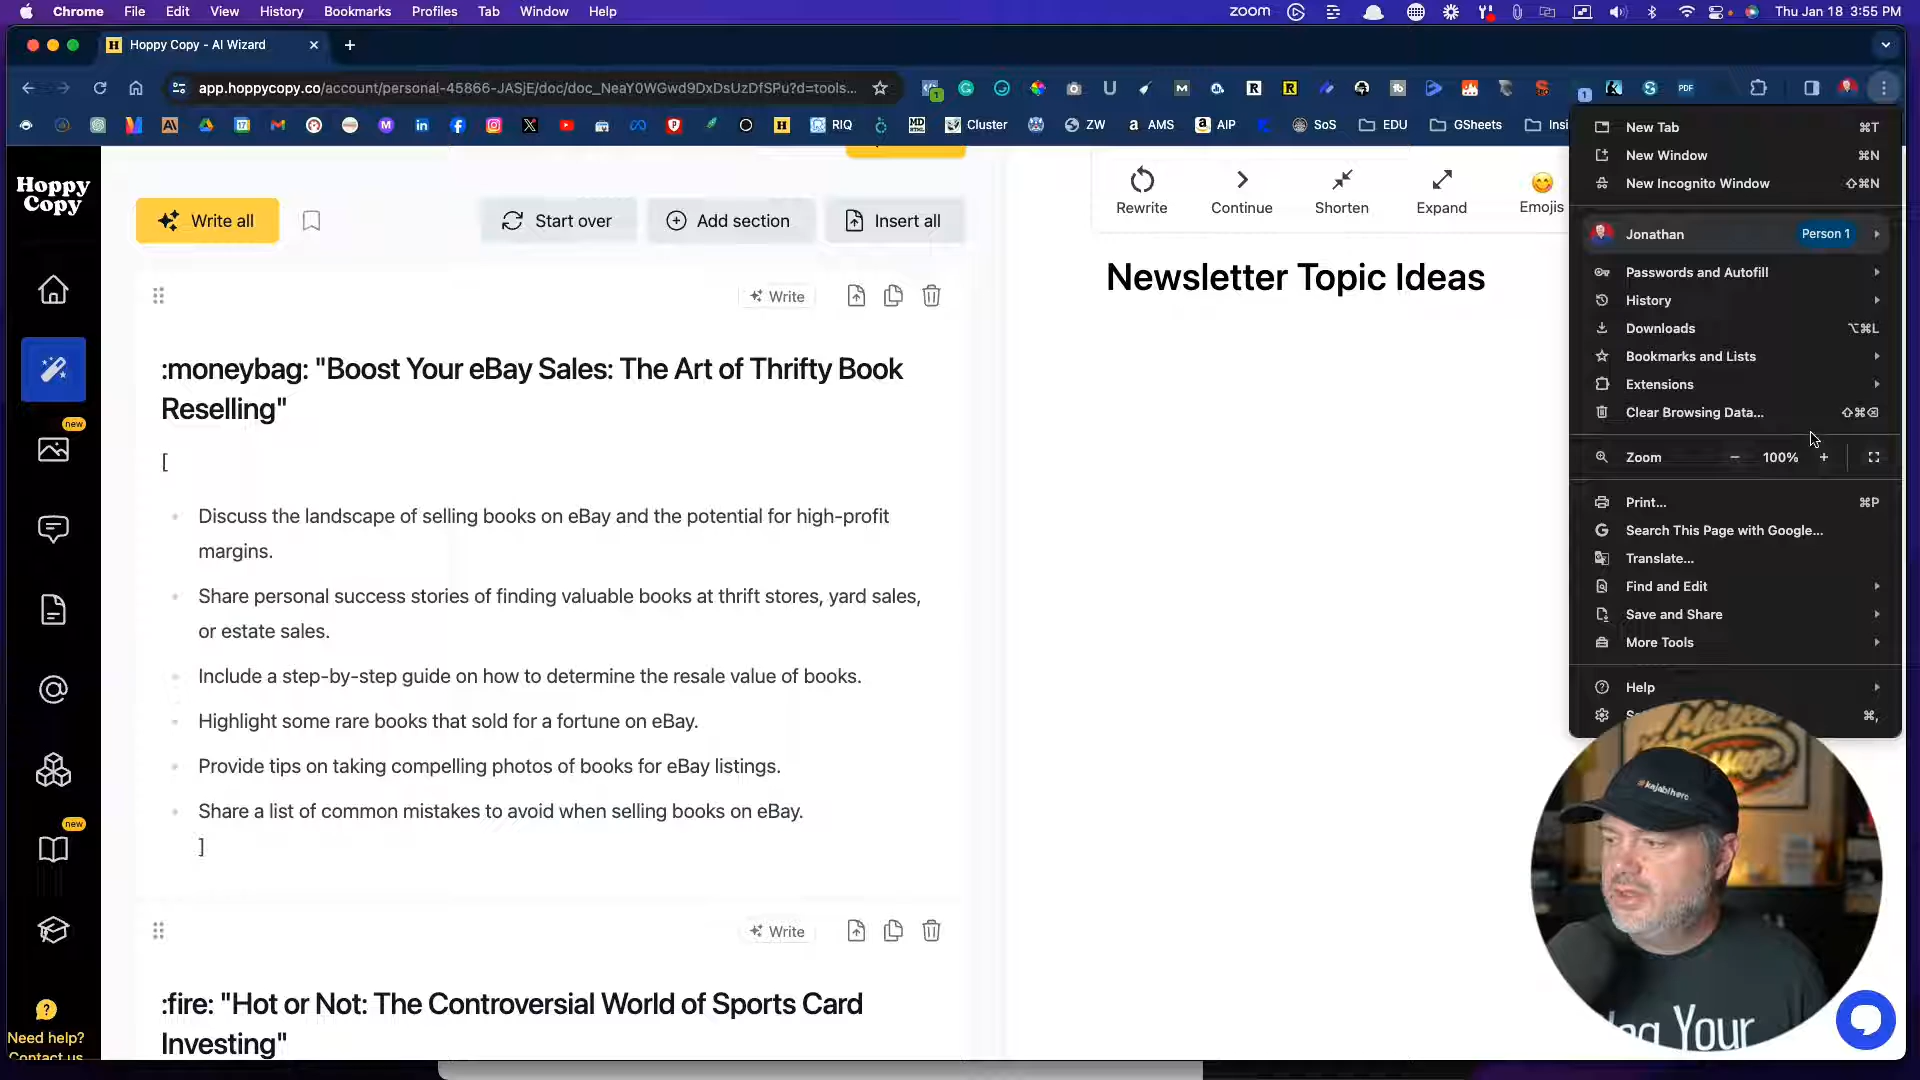 Chrome File Edit View History Bookmarks Profiles Tab Window Help
zoom Thu Jan 18 3:55 PM
Hoppy Copy - AI Wizard
app.hoppycopy.co/account/personal-45866-JASjE/doc/doc_NeaY0WGwd9DxDsUzDfSPu?d=tools...
PDF
RIQ Cluster ZW AMS AIP SoS EDU GSheets Insi
New Tab ⌘T
New Window ⌘N
New Incognito Window ⇧⌘N
Jonathan Person 1
Passwords and Autofill
History
Downloads ⌥⌘L
Bookmarks and Lists
Extensions
Clear Browsing Data... ⇧⌘⌫
Zoom − 100% +
Print... ⌘P
Search This Page with Google...
Translate...
Find and Edit
Save and Share
More Tools
Help
⌘,
Hoppy
Copy
new
new
Need help?
Contact us
Write all
Start over
Add section
Insert all
Write
:moneybag: "Boost Your eBay Sales: The Art of Thrifty Book
Reselling"
[
Discuss the landscape of selling books on eBay and the potential for high-profit
margins.
Share personal success stories of finding valuable books at thrift stores, yard sales,
or estate sales.
Include a step-by-step guide on how to determine the resale value of books.
Highlight some rare books that sold for a fortune on eBay.
Provide tips on taking compelling photos of books for eBay listings.
Share a list of common mistakes to avoid when selling books on eBay.
]
Write
:fire: "Hot or Not: The Controversial World of Sports Card
Investing"
Rewrite
Continue
Shorten
Expand
Emojis
Newsletter Topic Ideas
#kajabihero
Your